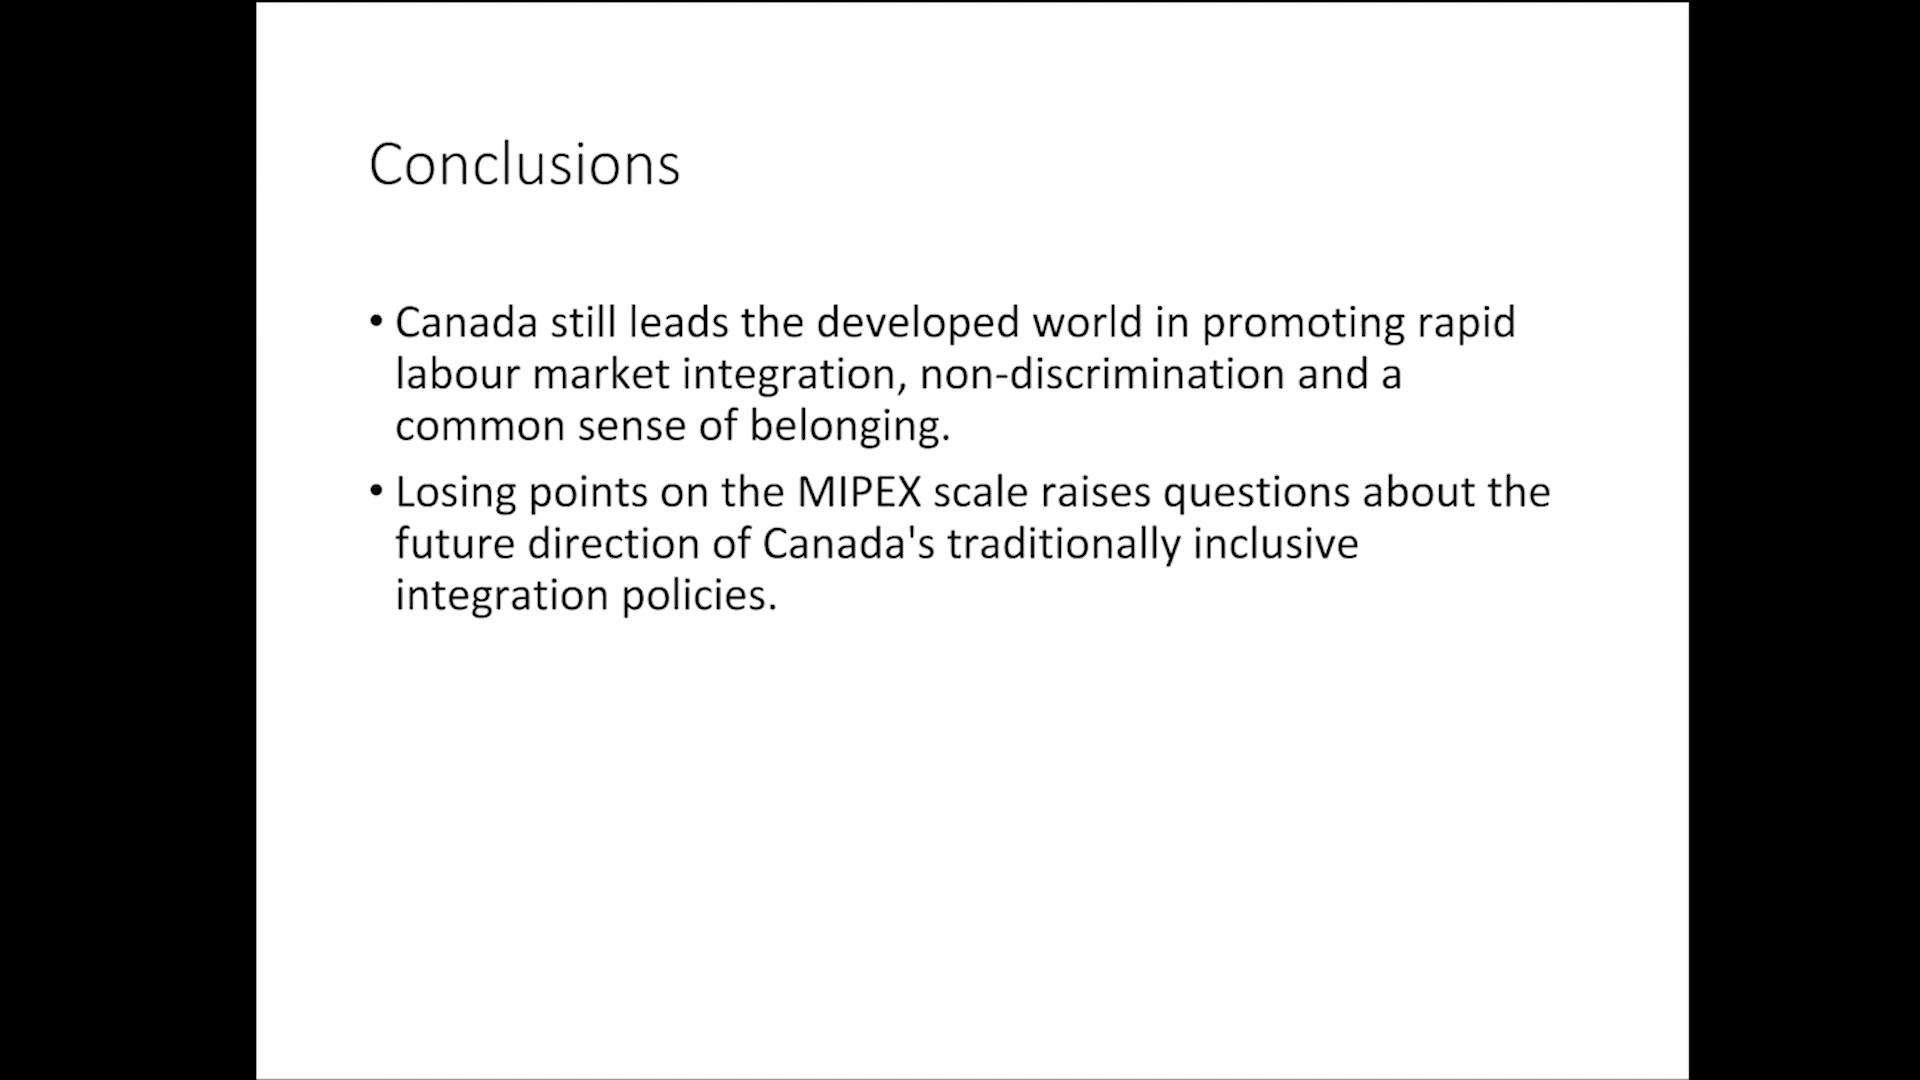 Conclusions
• Canada still leads the developed world in promoting rapid
labour market integration, non-discrimination and a
common sense of belonging.
• Losing points on the MIPEX scale raises questions about the
future direction of Canada's traditionally inclusive
integration policies.